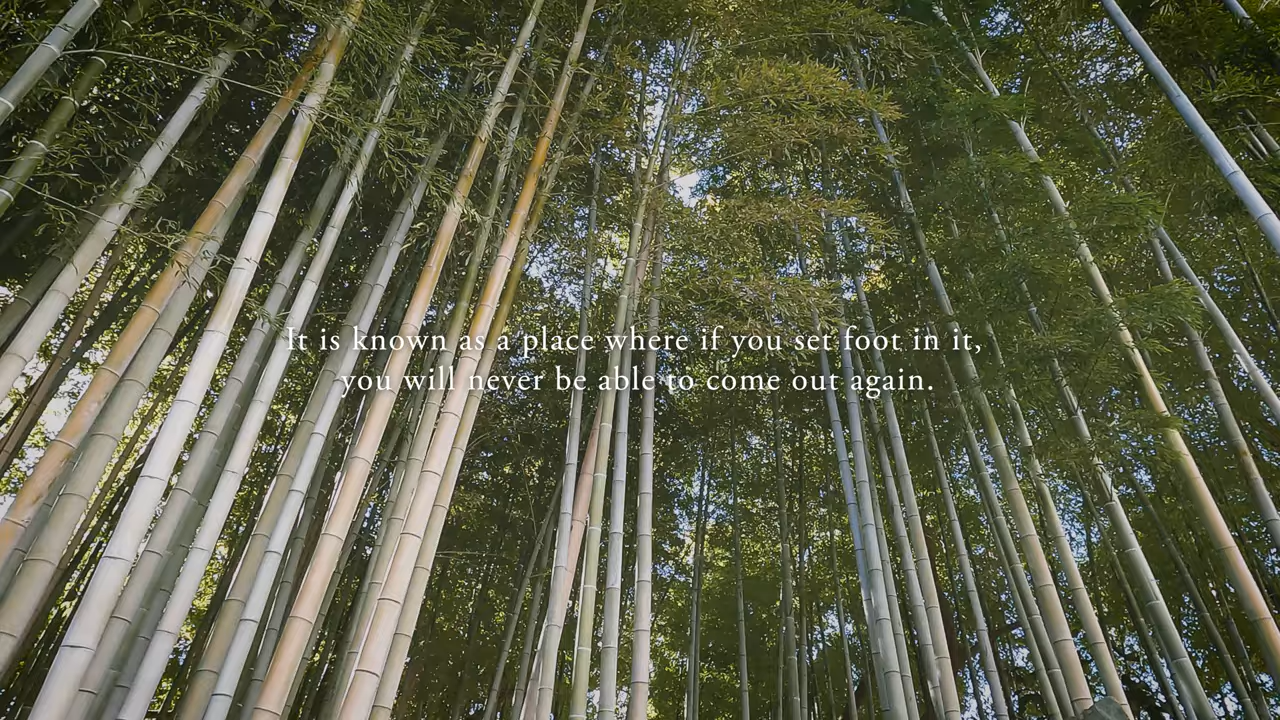 It is known as a place where if you set foot in it,
you will never be able to come out again.